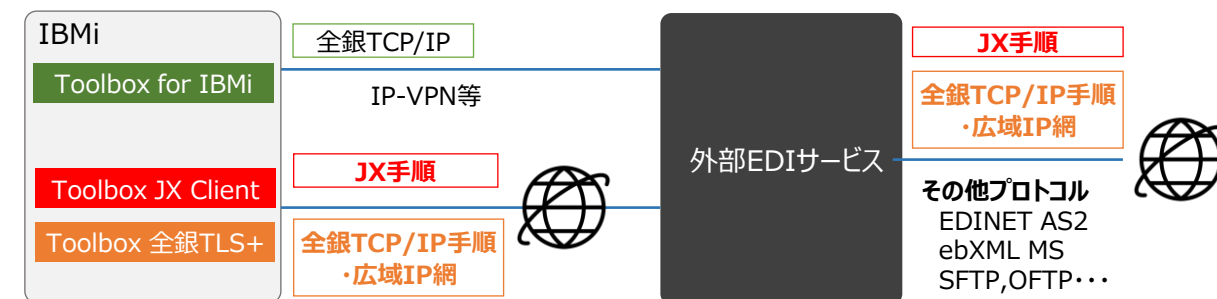 IBMi
Toolbox for IBMi
Toolbox JX Client
Toolbox 全銀TLS+
全銀TCP/IP
IP-VPN等
JX手順
全銀TCP/IP手順
・広域IP網
外部EDIサービス
JX手順
全銀TCP/IP手順
・広域IP網
その他プロトコル
EDINET AS2
ebXML MS
SFTP,OFTP・・・